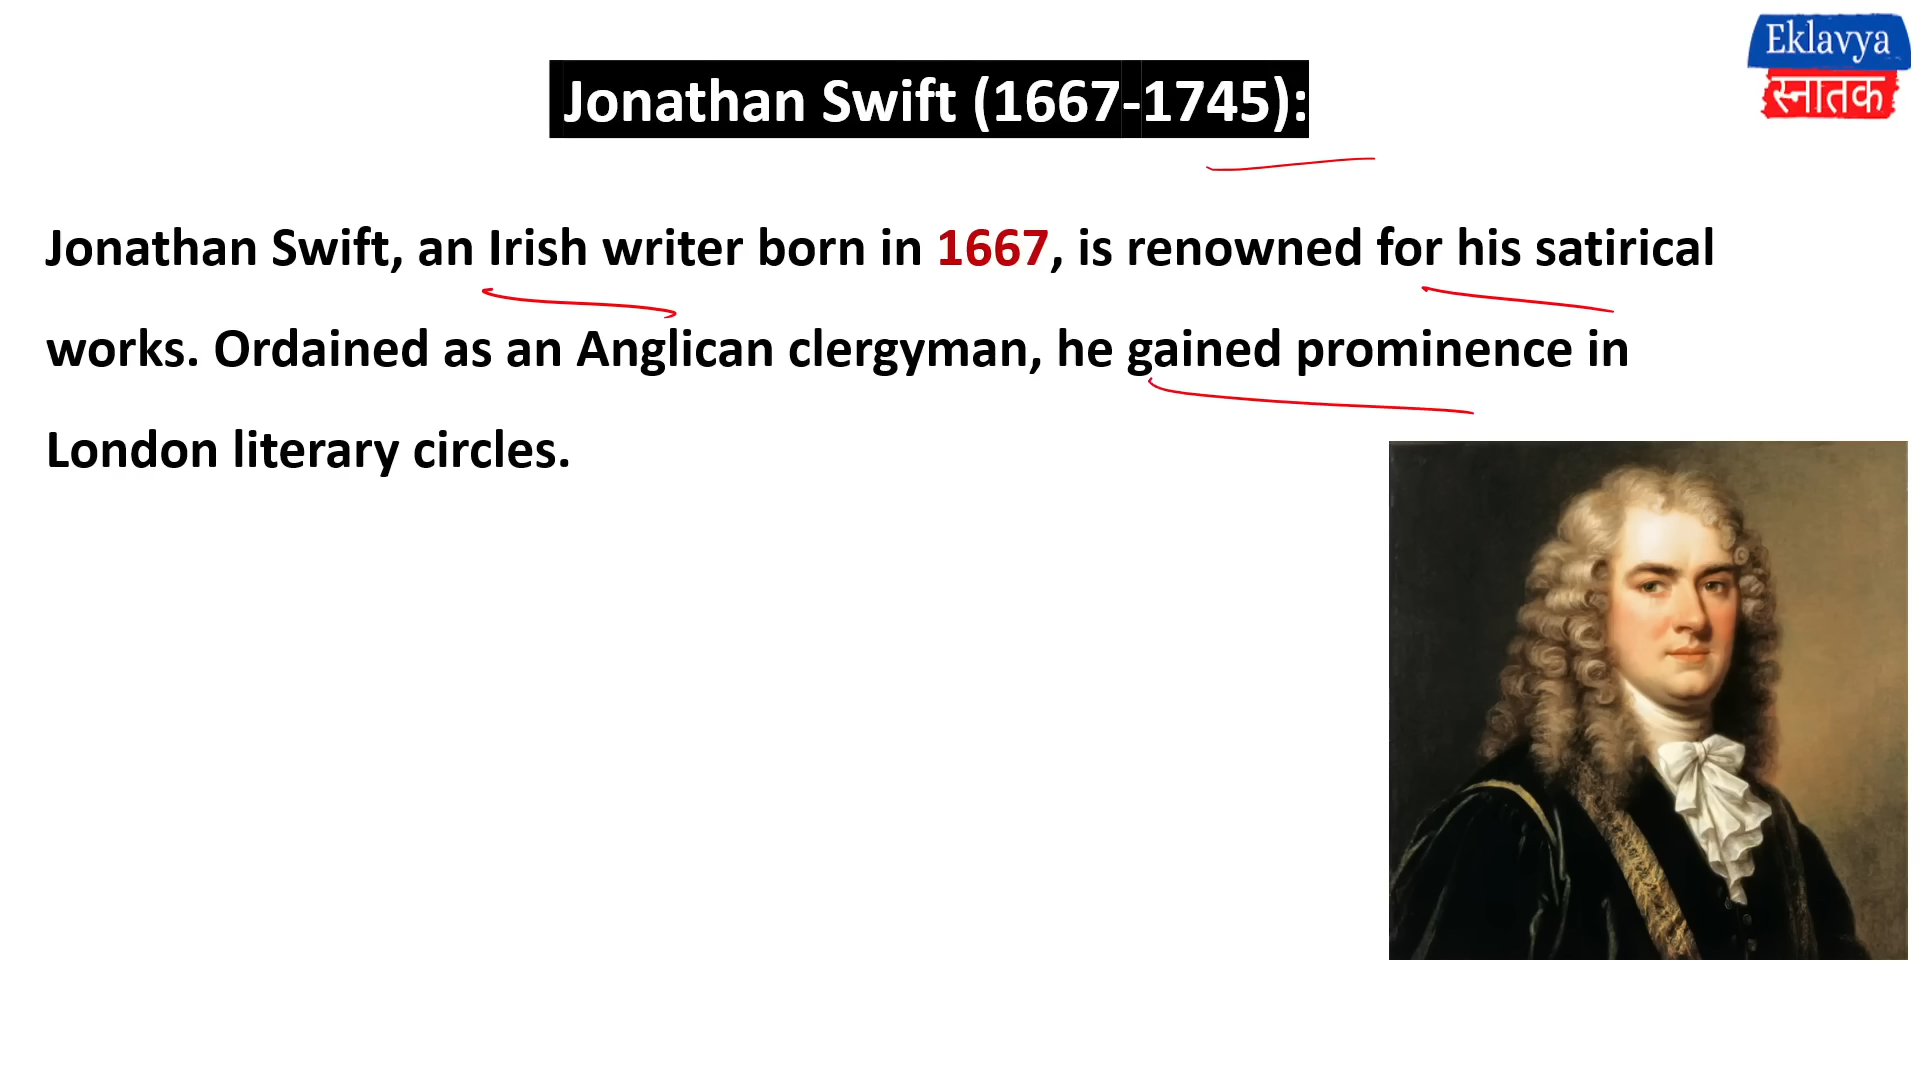 Eklavya
स्नातक
Jonathan Swift (1667-1745):
Jonathan Swift, an Irish writer born in 1667, is renowned for his satirical
works. Ordained as an Anglican clergyman, he gained prominence in
London literary circles.